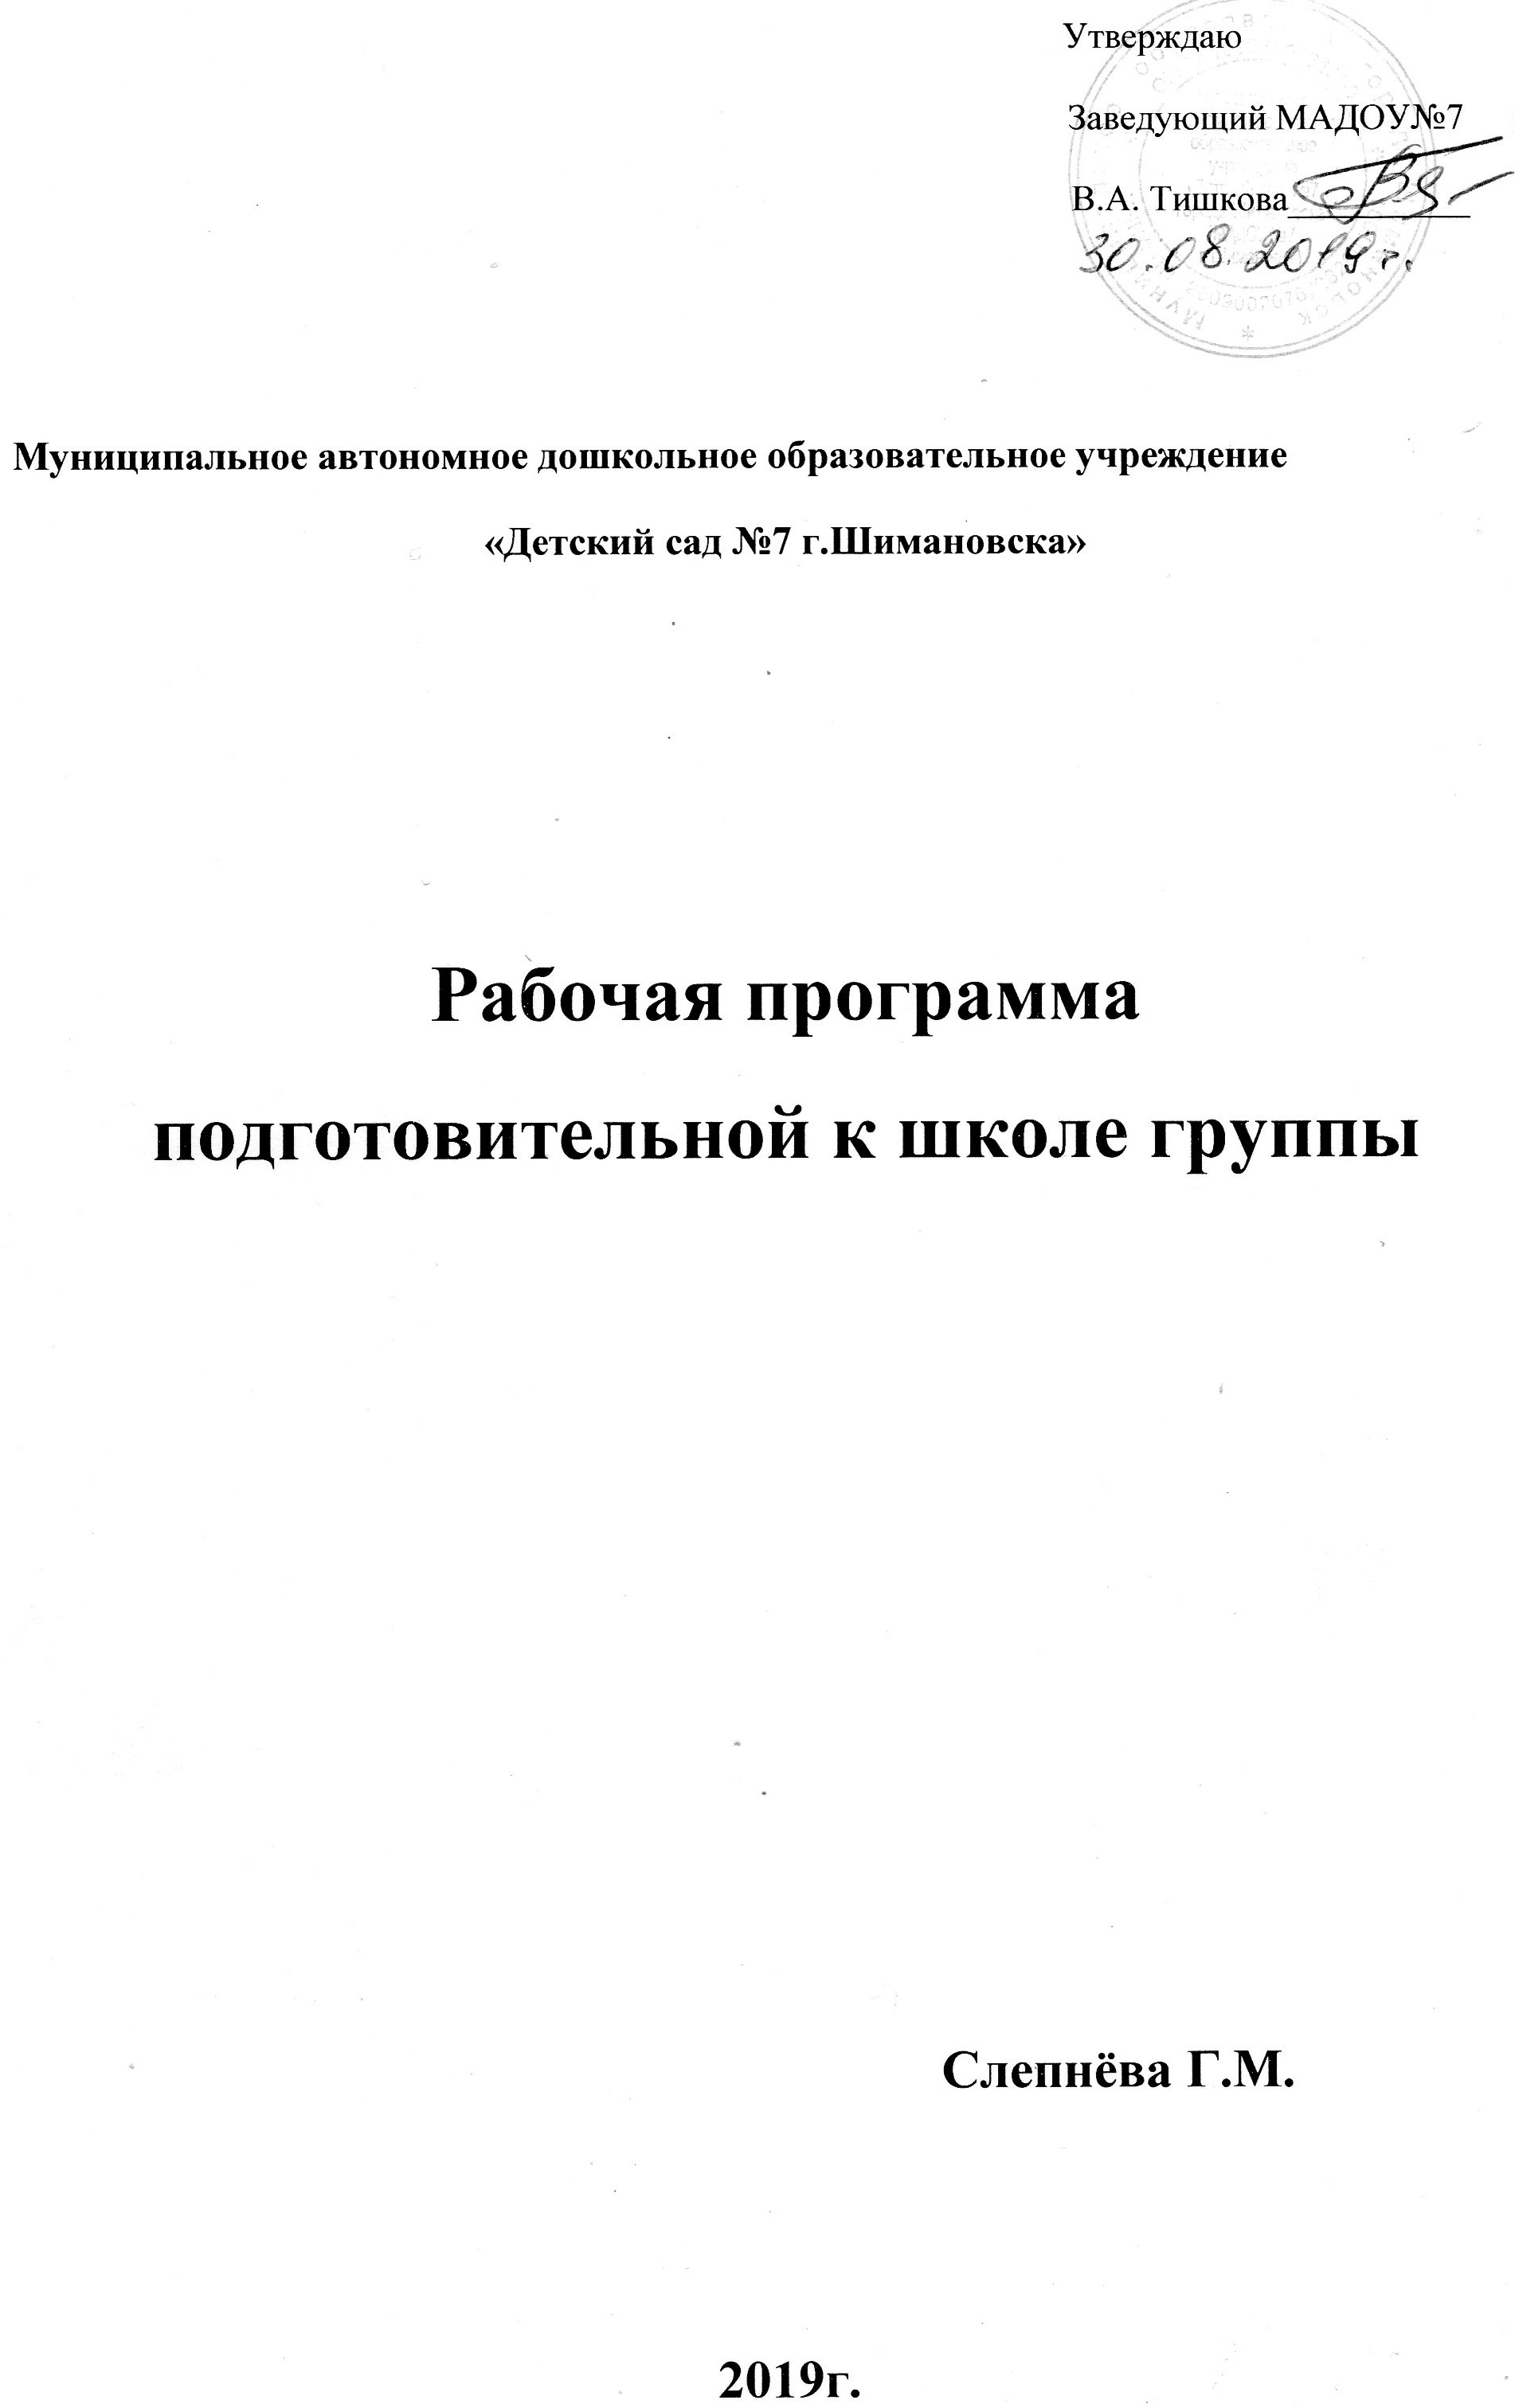 Утверждаю
Заведующий МАДОУ№7
В.А. Тишкова
30.08.2019г.
Муниципальное автономное дошкольное образовательное учреждение
«Детский сад №7 г.Шимановска»
Рабочая программа
подготовительной к школе группы
Слепнёва Г.М.
2019г.